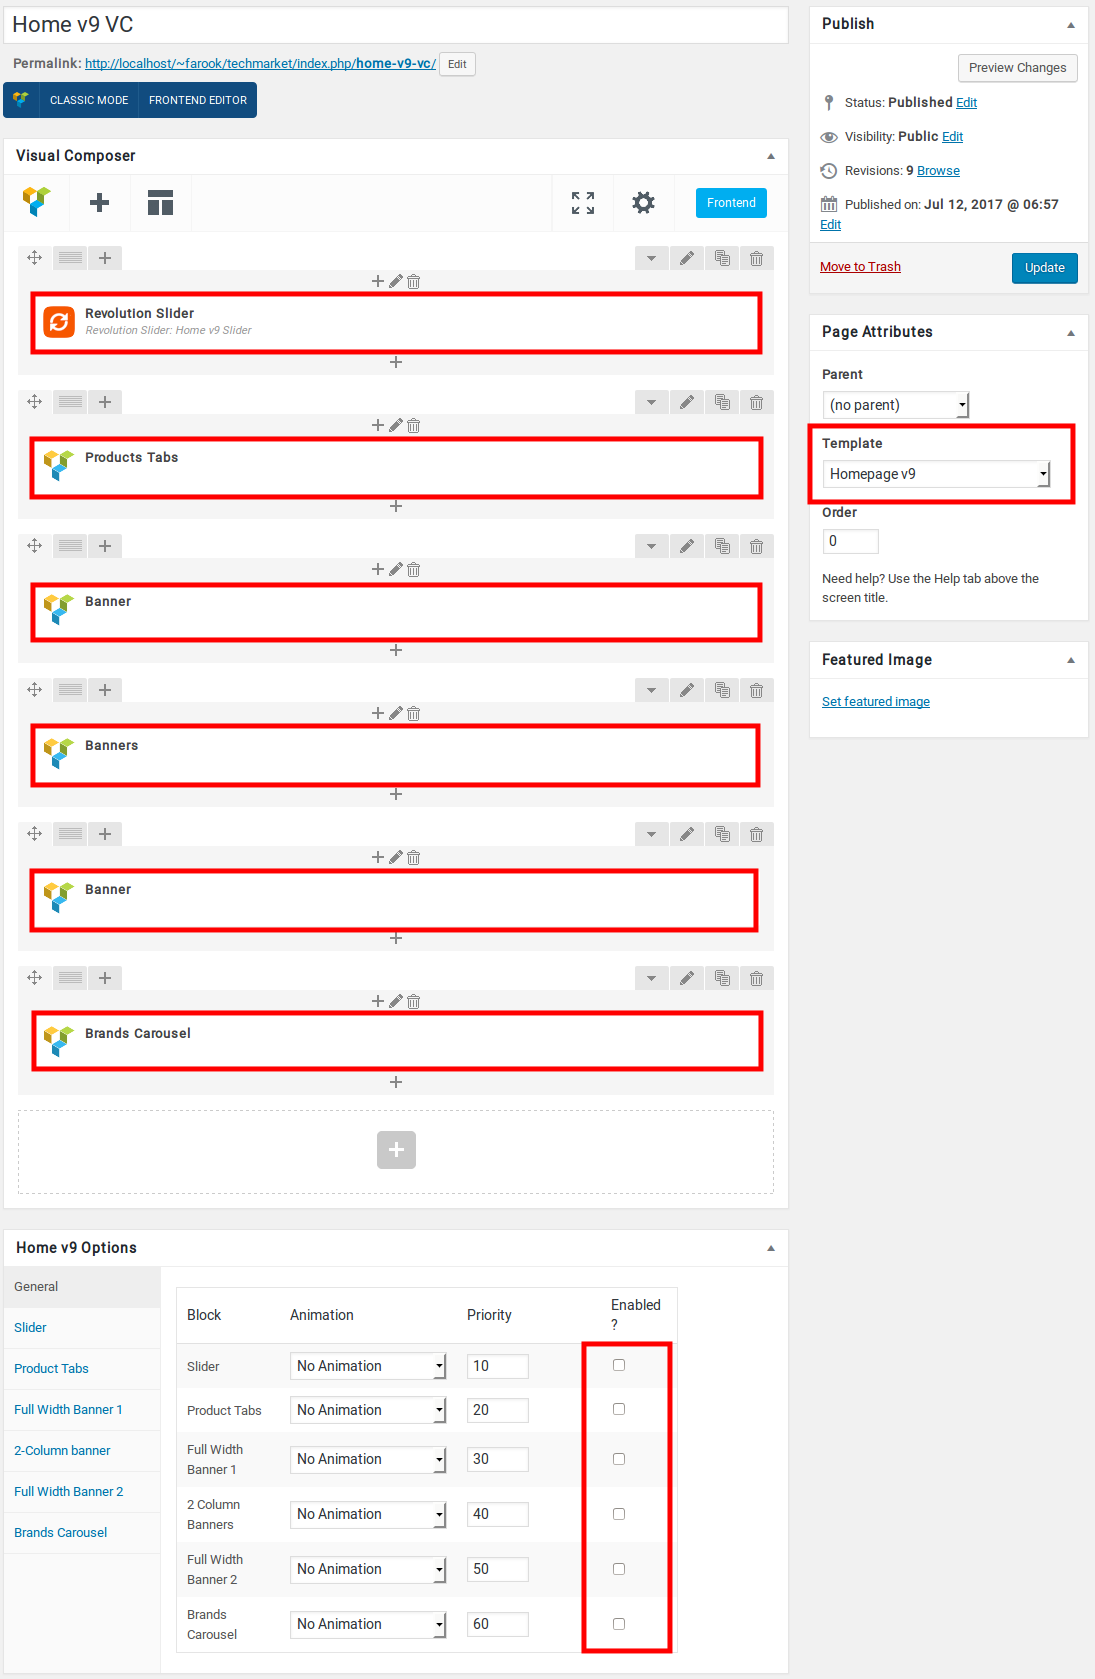 Home v9 VC
Permalink: http://localhost/~farook/techmarket/index.php/home-v9-vc/ Edit
CLASSIC MODE FRONTEND EDITOR
Visual Composer
Frontend
Revolution Slider
Revolution Slider: Home v9 Slider
Products Tabs
Banner
Banners
Banner
Brands Carousel
Home v9 Options
General
Slider
Product Tabs
Full Width Banner 1
2-Column banner
Full Width Banner 2
Brands Carousel
Block Animation Priority Enabled
?
Slider No Animation 10
Product Tabs No Animation 20
Full Width
Banner 1 No Animation 30
2 Column
Banners No Animation 40
Full Width
Banner 2 No Animation 50
Brands
Carousel No Animation 60
Publish
Preview Changes
Status: Published Edit
Visibility: Public Edit
Revisions: 9 Browse
Published on: Jul 12, 2017 @ 06:57
Edit
Move to Trash Update
Page Attributes
Parent
(no parent)
Template
Homepage v9
Order
0
Need help? Use the Help tab above the
screen title.
Featured Image
Set featured image